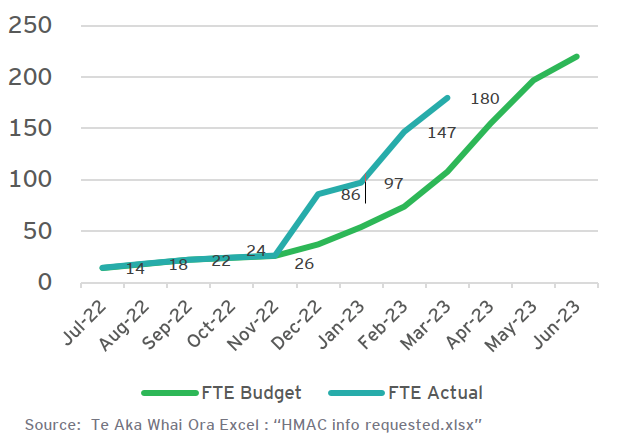 250
200
150
100
50
0
180
147
97
86
26
24
22
18
14
Jul-22
Aug-22
Sep-22
Oct-22
Nov-22
Dec-22
Jan-23
Feb-23
Mar-23
Apr-23
May-23
Jun-23
FTE Budget
FTE Actual
Source: Te Aka Whai Ora Excel : “HMAC info requested.xlsx”